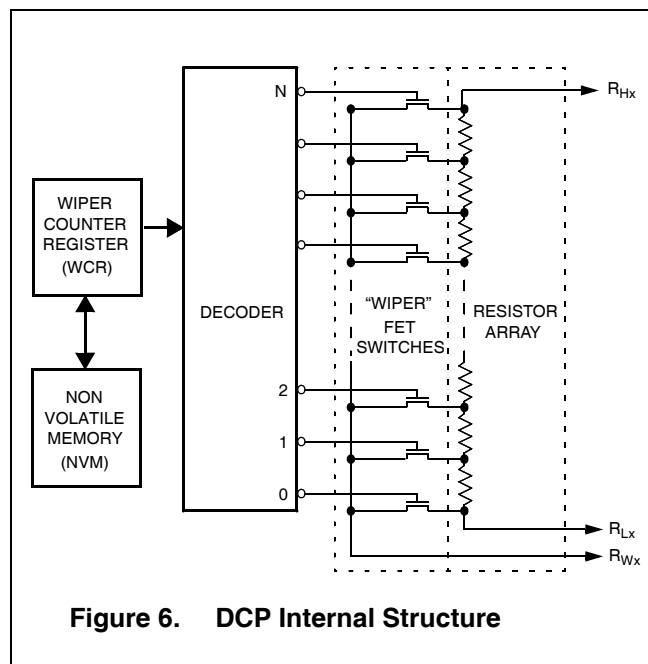 N
R_Hx
WIPER
COUNTER
REGISTER
(WCR)
DECODER
"WIPER"
FET
SWITCHES
RESISTOR
ARRAY
NON
VOLATILE
MEMORY
(NVM)
2
1
0
R_Lx
R_Wx
Figure 6. DCP Internal Structure